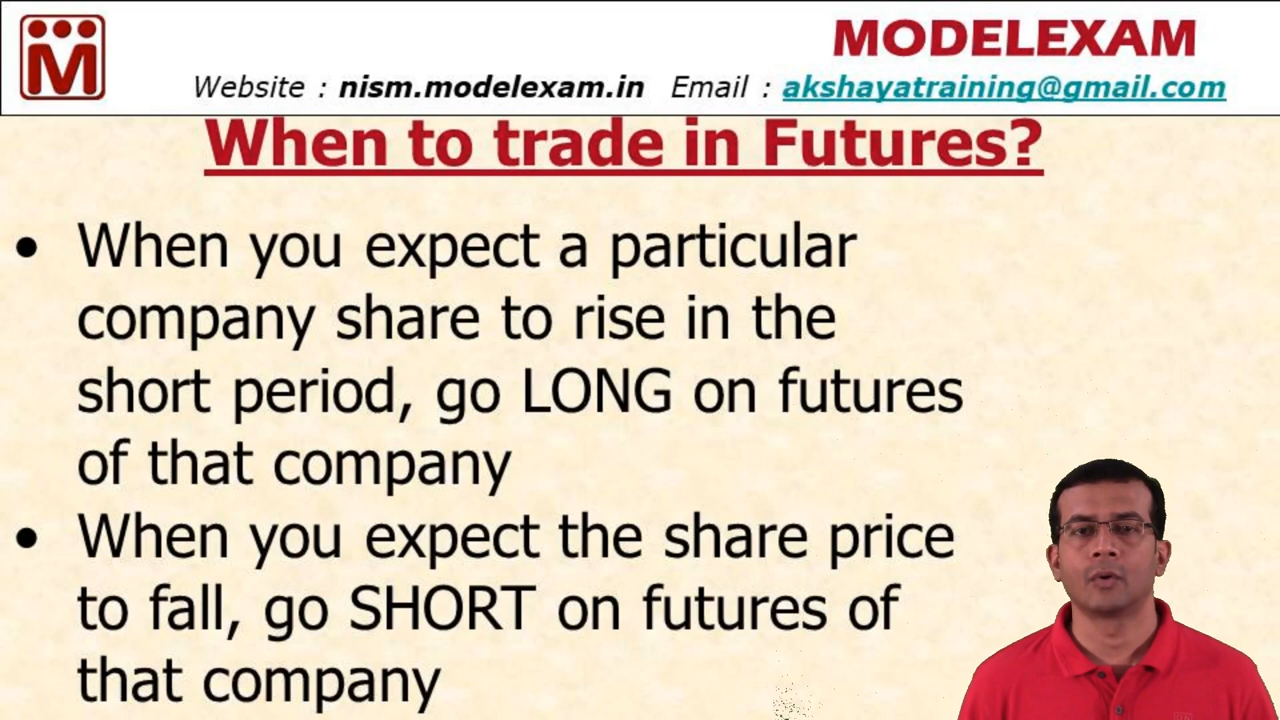 M
MODELEXAM
Website : nism.modelexam.in Email : akshayatraining@gmail.com
When to trade in Futures?
• When you expect a particular
company share to rise in the
short period, go LONG on futures
of that company
• When you expect the share price
to fall, go SHORT on futures of
that company